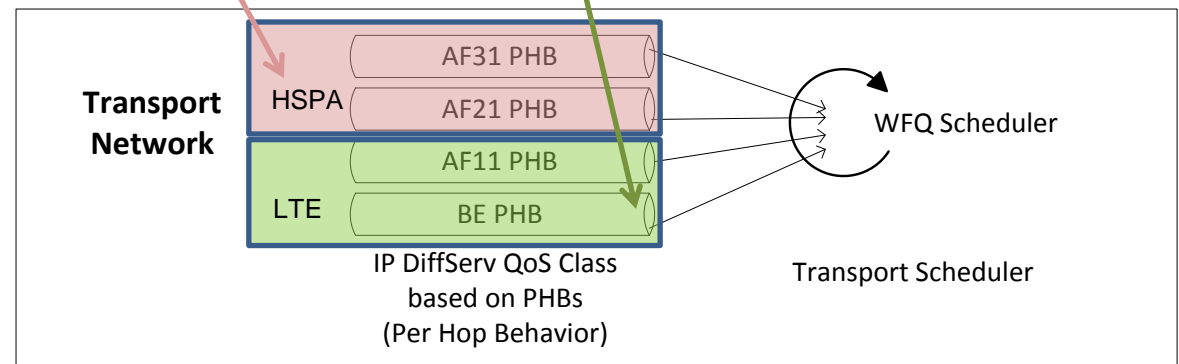 Transport
Network
HSPA
AF31 PHB
AF21 PHB
LTE
AF11 PHB
BE PHB
WFQ Scheduler
IP DiffServ QoS Class
based on PHBs
(Per Hop Behavior)
Transport Scheduler